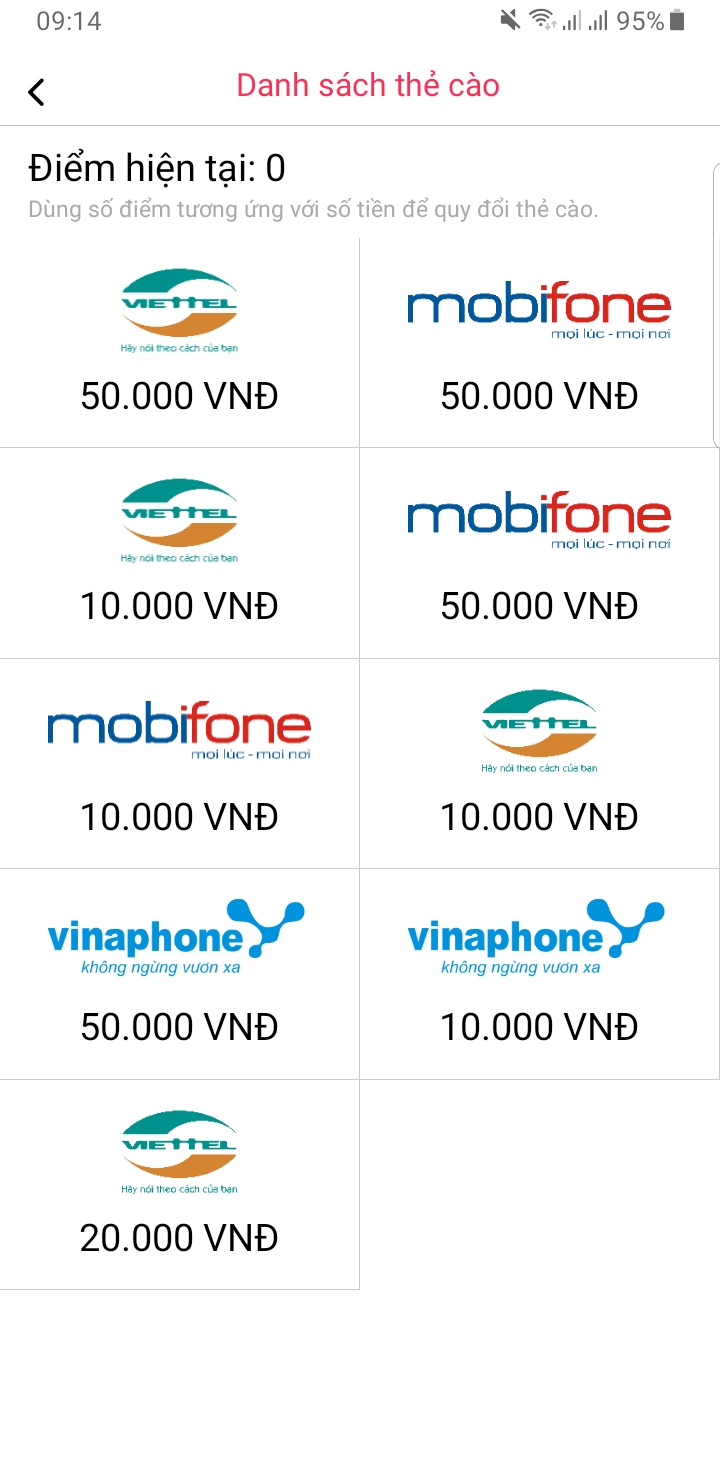 09:14
95%
Danh sách thẻ cào
Điểm hiện tại: 0
Dùng số điểm tương ứng với số tiền để quy đổi thẻ cào.
VIETTEL
Hãy nói theo cách của bạn
50.000 VNĐ
mobifone
mọi lúc - mọi nơi
50.000 VNĐ
VIETTEL
Hãy nói theo cách của bạn
10.000 VNĐ
mobifone
mọi lúc - mọi nơi
50.000 VNĐ
mobifone
mọi lúc - mọi nơi
10.000 VNĐ
VIETTEL
Hãy nói theo cách của bạn
10.000 VNĐ
vinaphone
không ngừng vươn xa
50.000 VNĐ
vinaphone
không ngừng vươn xa
10.000 VNĐ
VIETTEL
Hãy nói theo cách của bạn
20.000 VNĐ